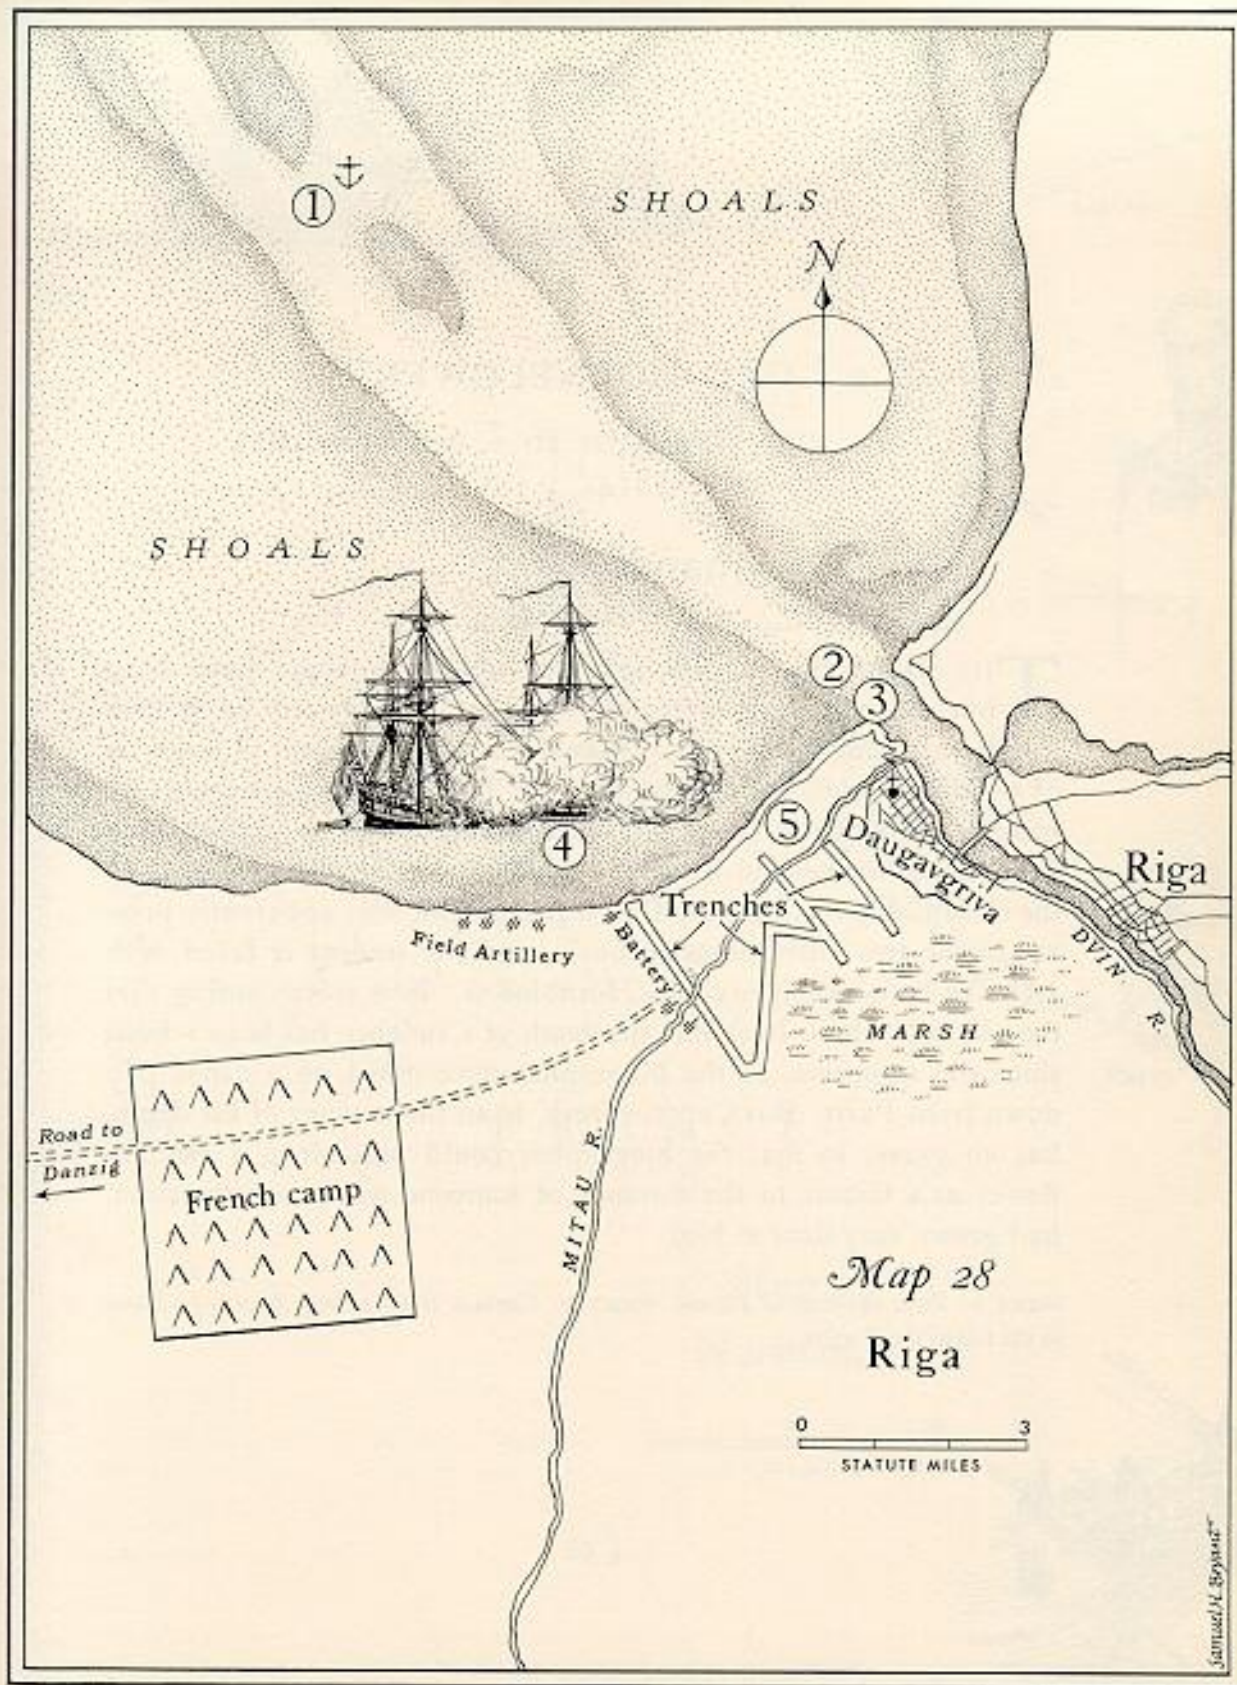 ①
SHOALS
N
SHOALS
②
③
④
⑤
Daugavgriva
Riga
Trenches
Field Artillery
Battery
DVIN R.
MARSH
Road to
Danzig
French camp
MITAU R.
Map 28
Riga
0 3
STATUTE MILES
Samuel H. Bryant